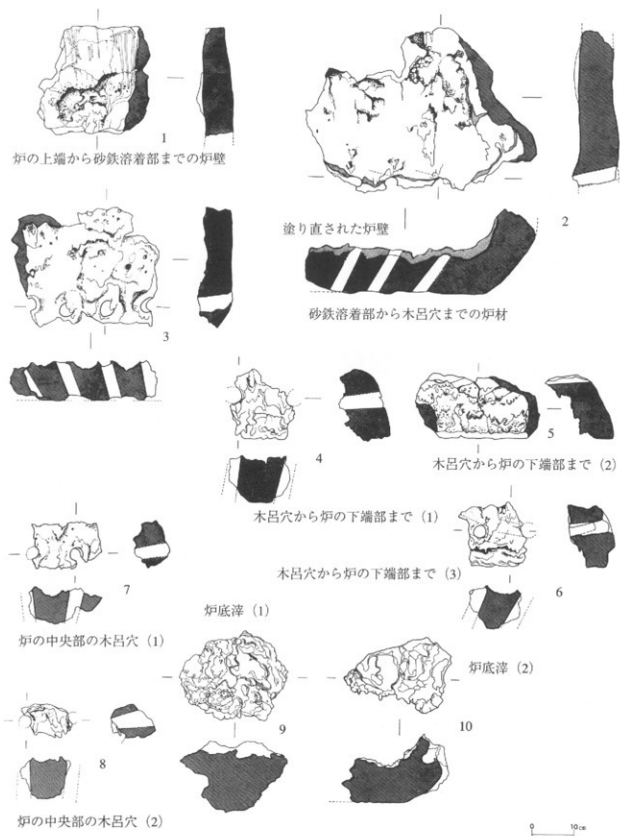 1
炉の上端から砂鉄溶着部までの炉壁
2
塗り直された炉壁
砂鉄溶着部から木呂穴までの炉材
3
4
木呂穴から炉の下端部まで（1）
5
木呂穴から炉の下端部まで（2）
木呂穴から炉の下端部まで（3）
6
7
炉の中央部の木呂穴（1）
炉底滓（1）
9
炉底滓（2）
10
8
炉の中央部の木呂穴（2）
0 10cm